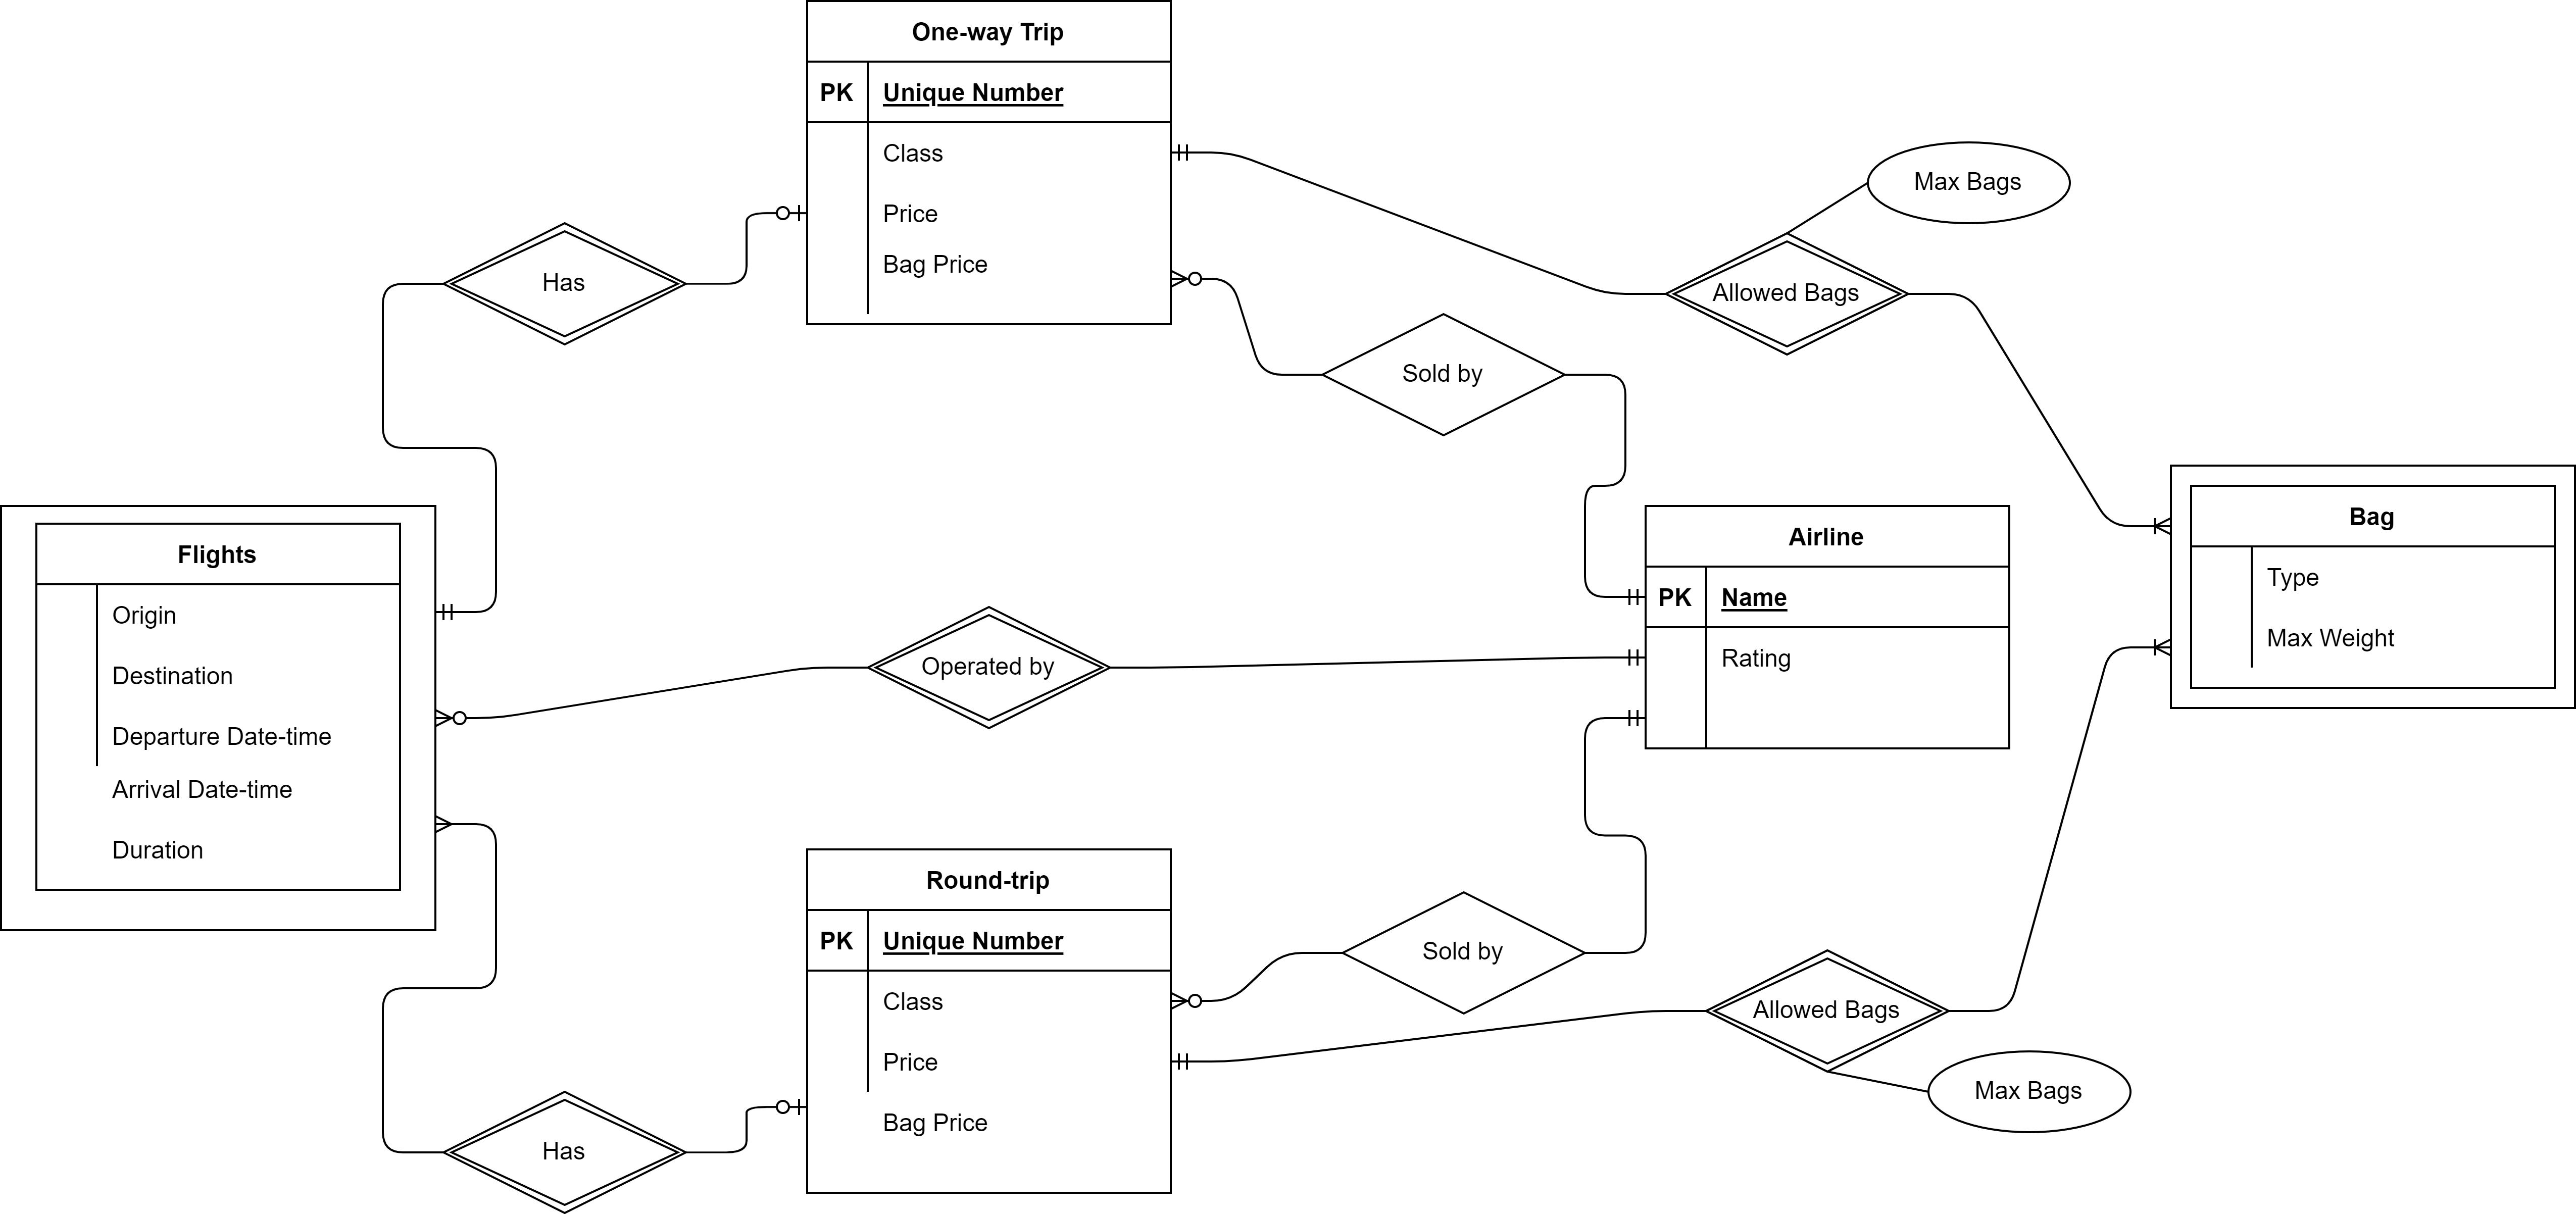 One-way Trip
PK Unique Number
Class
Price
Bag Price
Max Bags
Allowed Bags
Has
Sold by
Flights
Origin
Destination
Departure Date-time
Arrival Date-time
Duration
Operated by
Airline
PK Name
Rating
Bag
Type
Max Weight
Round-trip
PK Unique Number
Class
Price
Bag Price
Sold by
Allowed Bags
Max Bags
Has